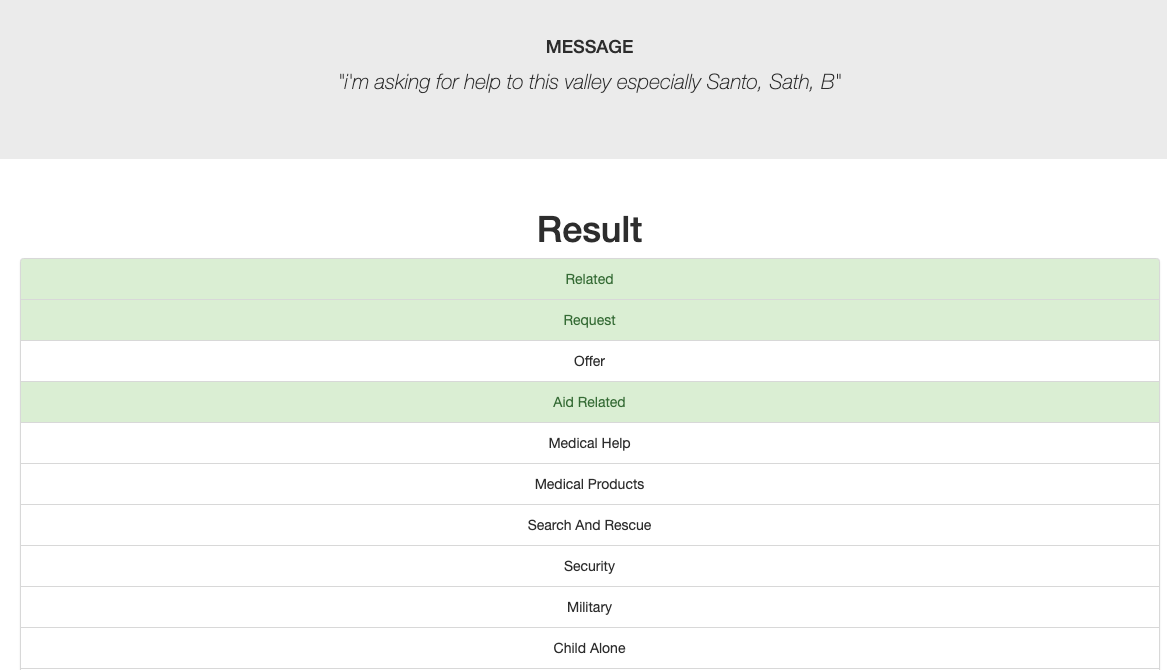 MESSAGE
"i'm asking for help to this valley especially Santo, Sath, B"
Result
Related
Request
Offer
Aid Related
Medical Help
Medical Products
Search And Rescue
Security
Military
Child Alone